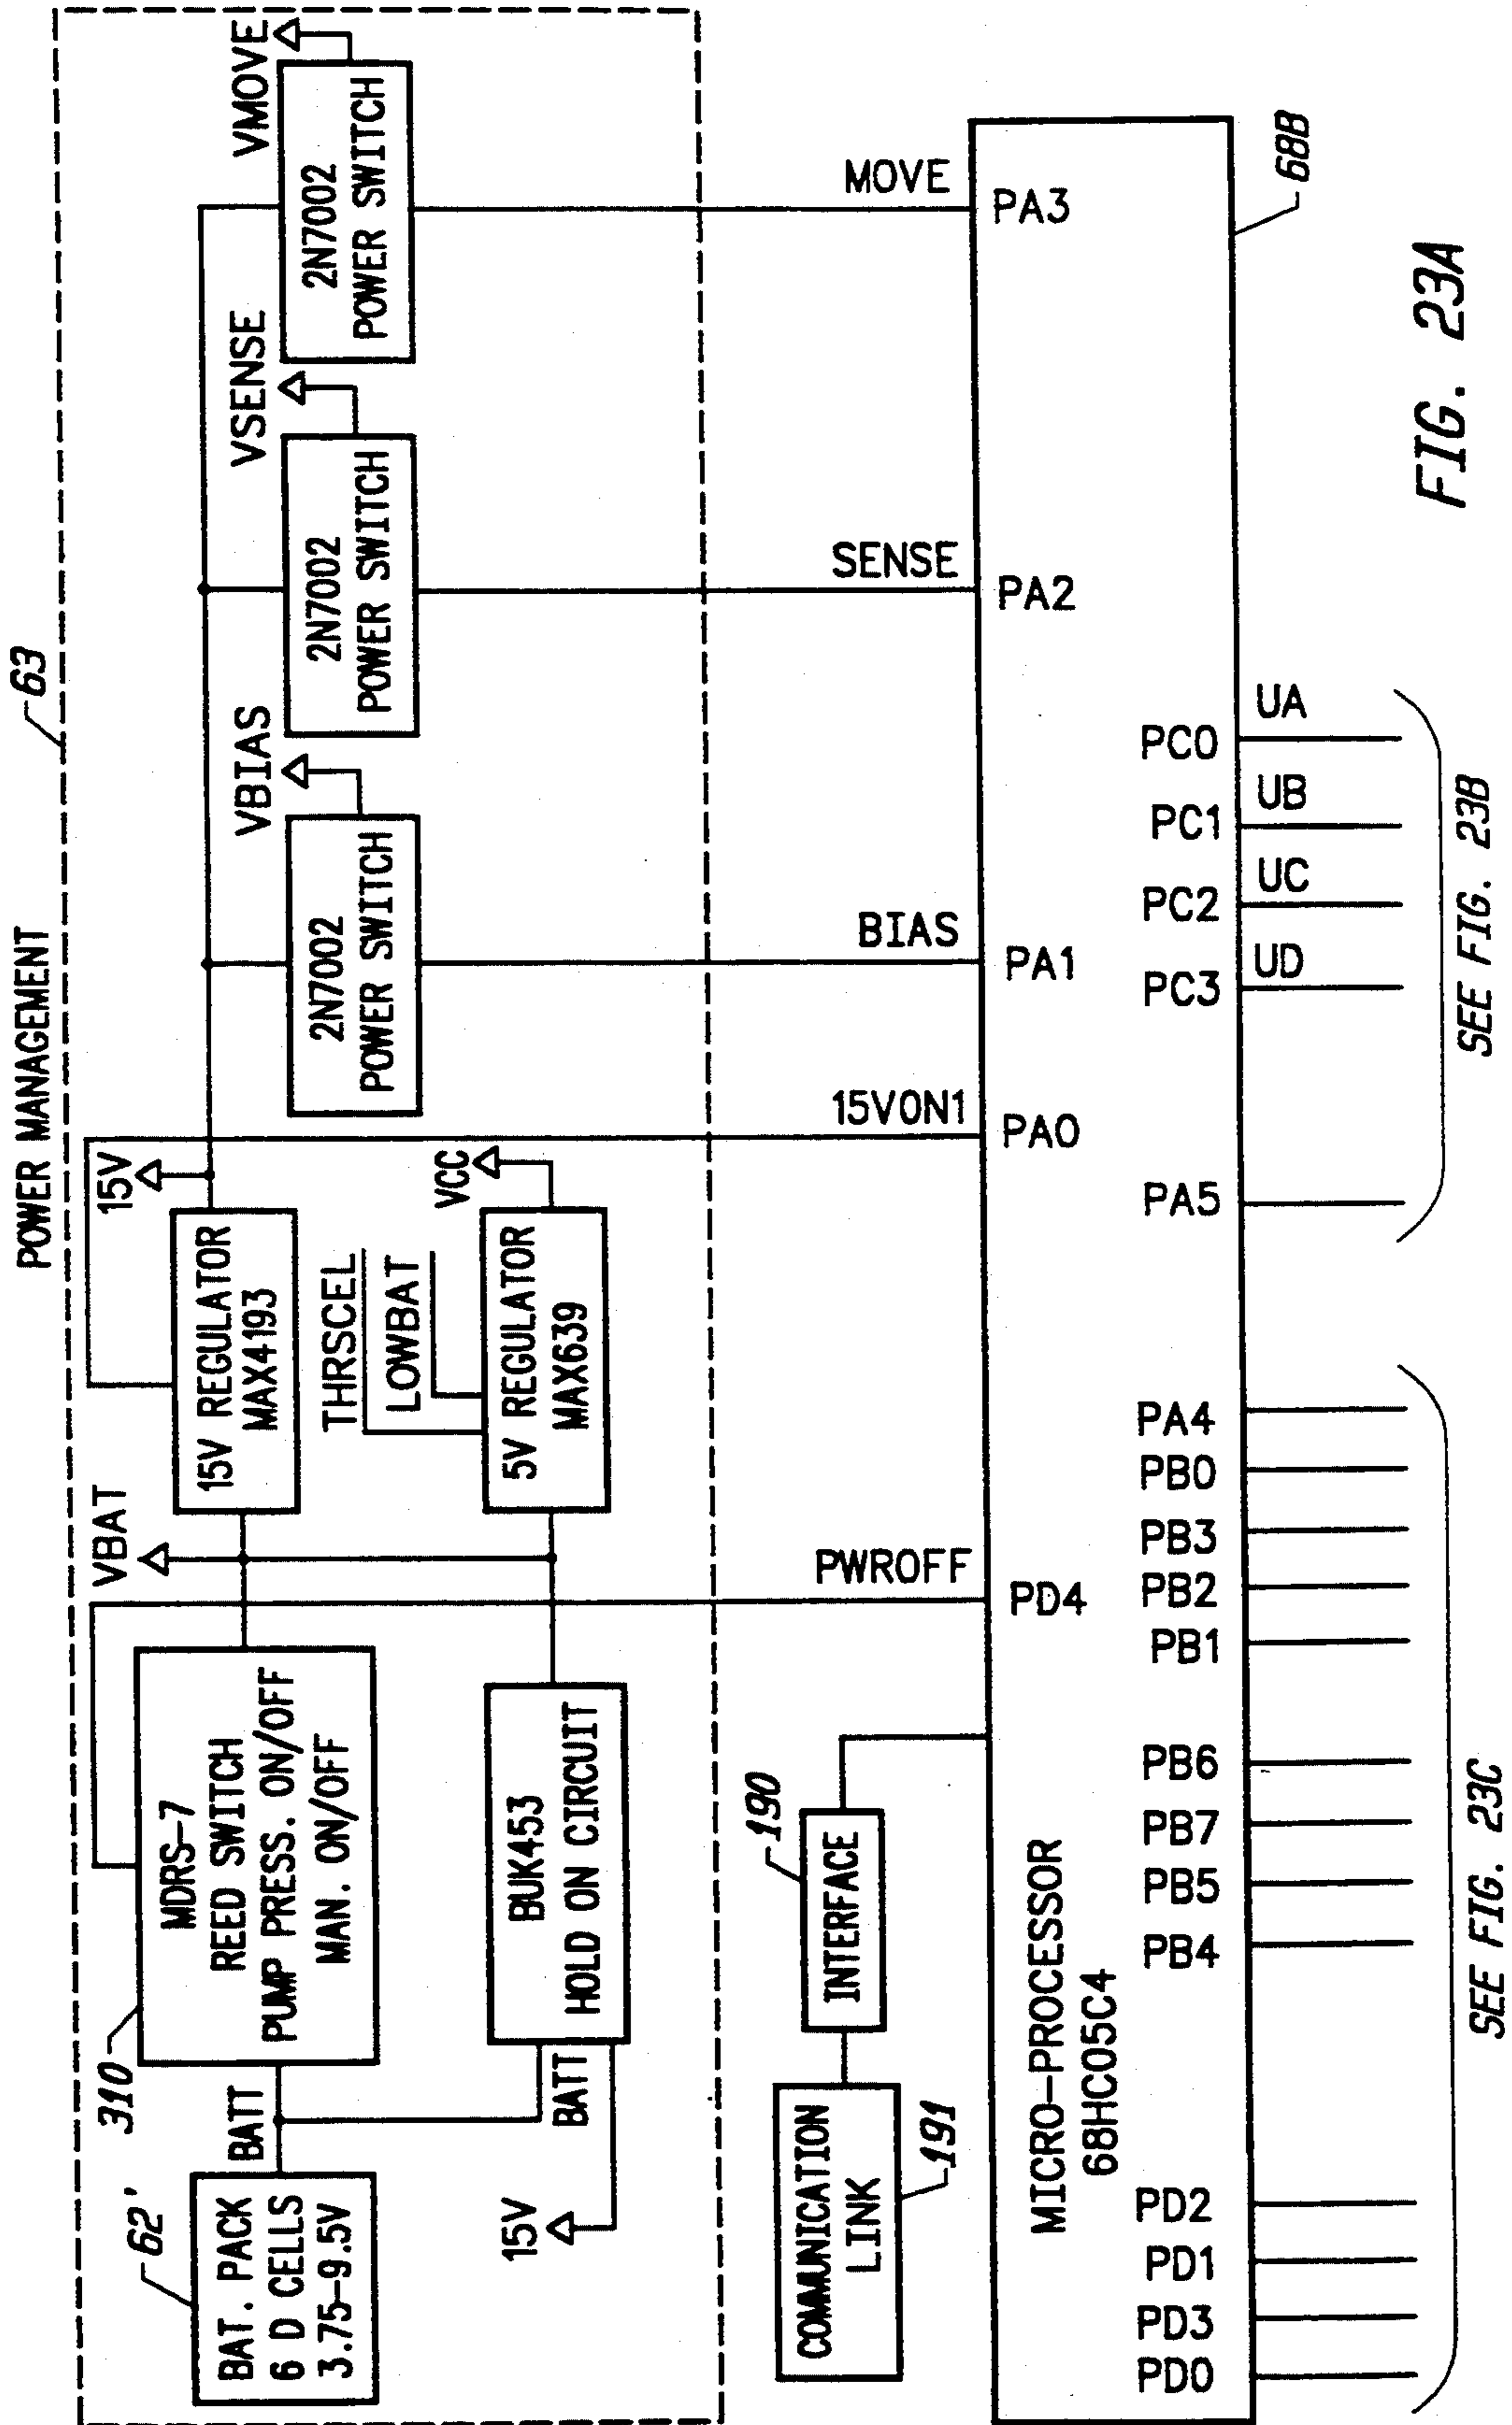 POWER MANAGEMENT
63
62'
BAT. PACK
6 D CELLS
3.75-9.5V
BATT
310
MDRS-7
REED SWITCH
PUMP PRESS. ON/OFF
MAN. ON/OFF
VBAT
15V REGULATOR
MAX4193
15V
15V
BATT
BUK453
HOLD ON CIRCUIT
THRSCEL
LOWBAT
5V REGULATOR
MAX639
VCC
VBIAS
2N7002
POWER SWITCH
VSENSE
2N7002
POWER SWITCH
VMOVE
2N7002
POWER SWITCH
PWROFF
15VON1
BIAS
SENSE
MOVE
COMMUNICATION
LINK
191
INTERFACE
190
PD4
PA0
PA1
PA2
PA3
MICRO-PROCESSOR
68HC05C4
68B
PD0
PD3
PD1
PD2
PB4
PB5
PB7
PB6
PB1
PB2
PB3
PB0
PA4
PA5
PC3
PC2
PC1
PC0
UD
UC
UB
UA
SEE FIG. 23C
SEE FIG. 23B
FIG. 23A